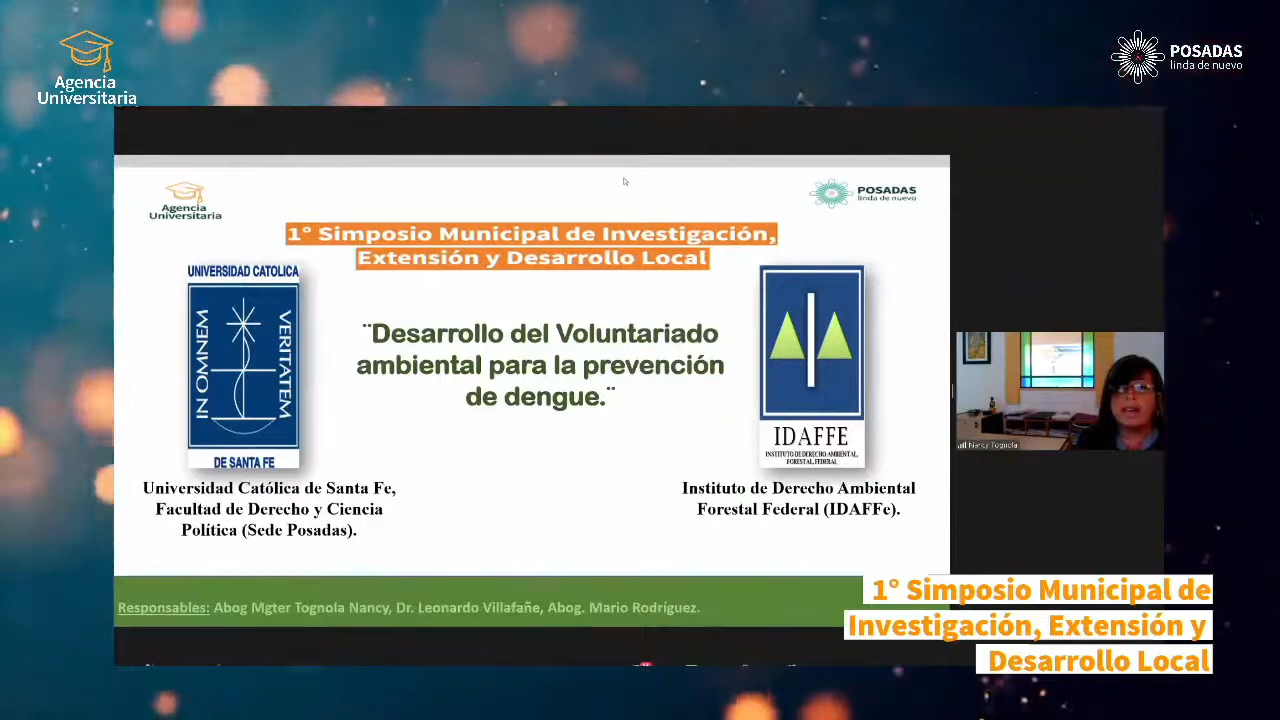 Agencia
Universitaria
POSADAS
linda de nuevo
Agencia
Universitaria
POSADAS
linda de nuevo
1° Simposio Municipal de Investigación,
Extensión y Desarrollo Local
UNIVERSIDAD CATOLICA
IN OMNEM
VERITATEM
DE SANTA FE
¨Desarrollo del Voluntariado
ambiental para la prevención
de dengue.¨
IDAFFE
INSTITUTO DE DERECHO AMBIENTAL,
FORESTAL, FEDERAL
Universidad Católica de Santa Fe,
Facultad de Derecho y Ciencia
Política (Sede Posadas).
Instituto de Derecho Ambiental
Forestal Federal (IDAFFe).
Nancy Tognola
Responsables: Abog Mgter Tognola Nancy, Dr. Leonardo Villafañe, Abog. Mario Rodríguez.
1° Simposio Municipal de
Investigación, Extensión y
Desarrollo Local